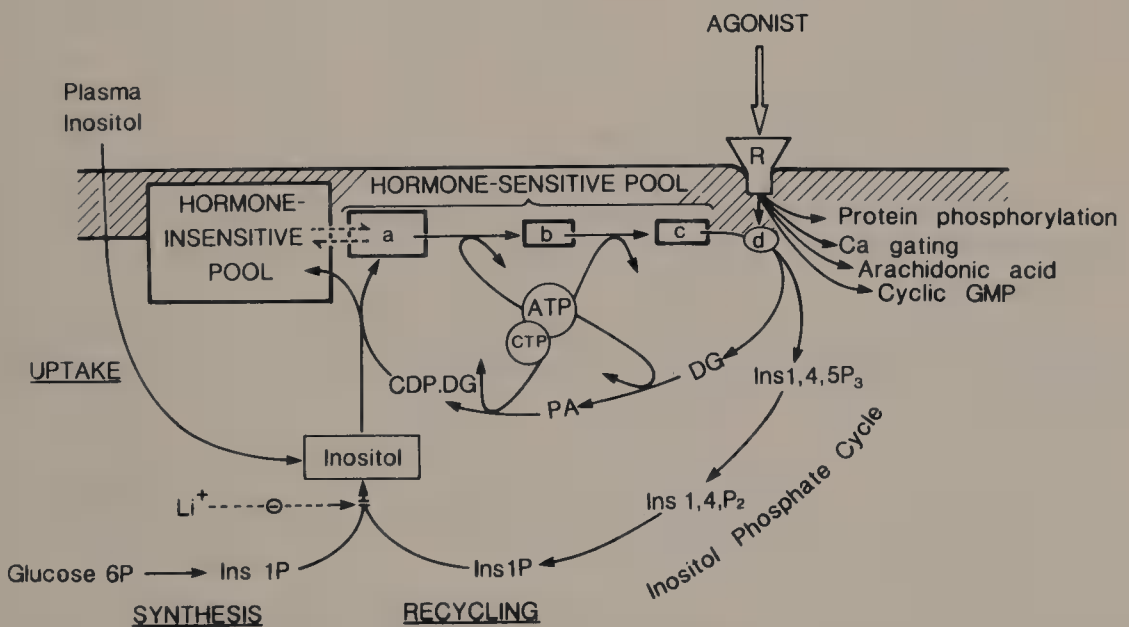 AGONIST
Plasma
Inositol
R
HORMONE-SENSITIVE POOL
HORMONE-
INSENSITIVE
POOL
a
b
c
d
Protein phosphorylation
Ca gating
Arachidonic acid
Cyclic GMP
ATP
CTP
UPTAKE
CDP.DG
PA
DG
Ins1,4,5P₃
Inositol
Ins 1,4,P₂
Inositol Phosphate Cycle
Li⁺
⊖
Glucose 6P
Ins 1P
Ins1P
SYNTHESIS
RECYCLING